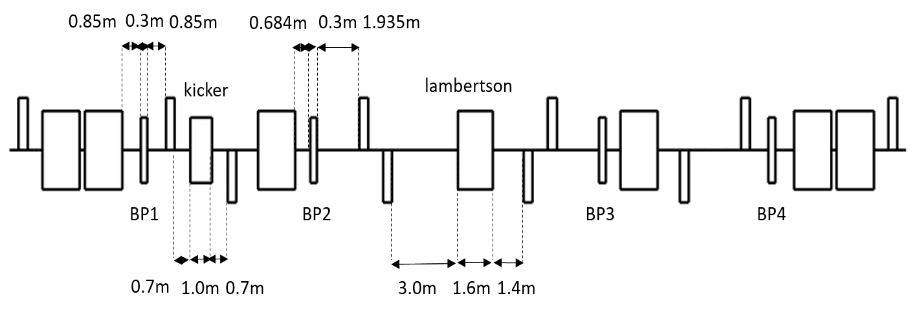 0.85m 0.3m 0.85m 0.684m 0.3m 1.935m
kicker lambertson
BP1 BP2 BP3 BP4
0.7m 1.0m 0.7m 3.0m 1.6m 1.4m